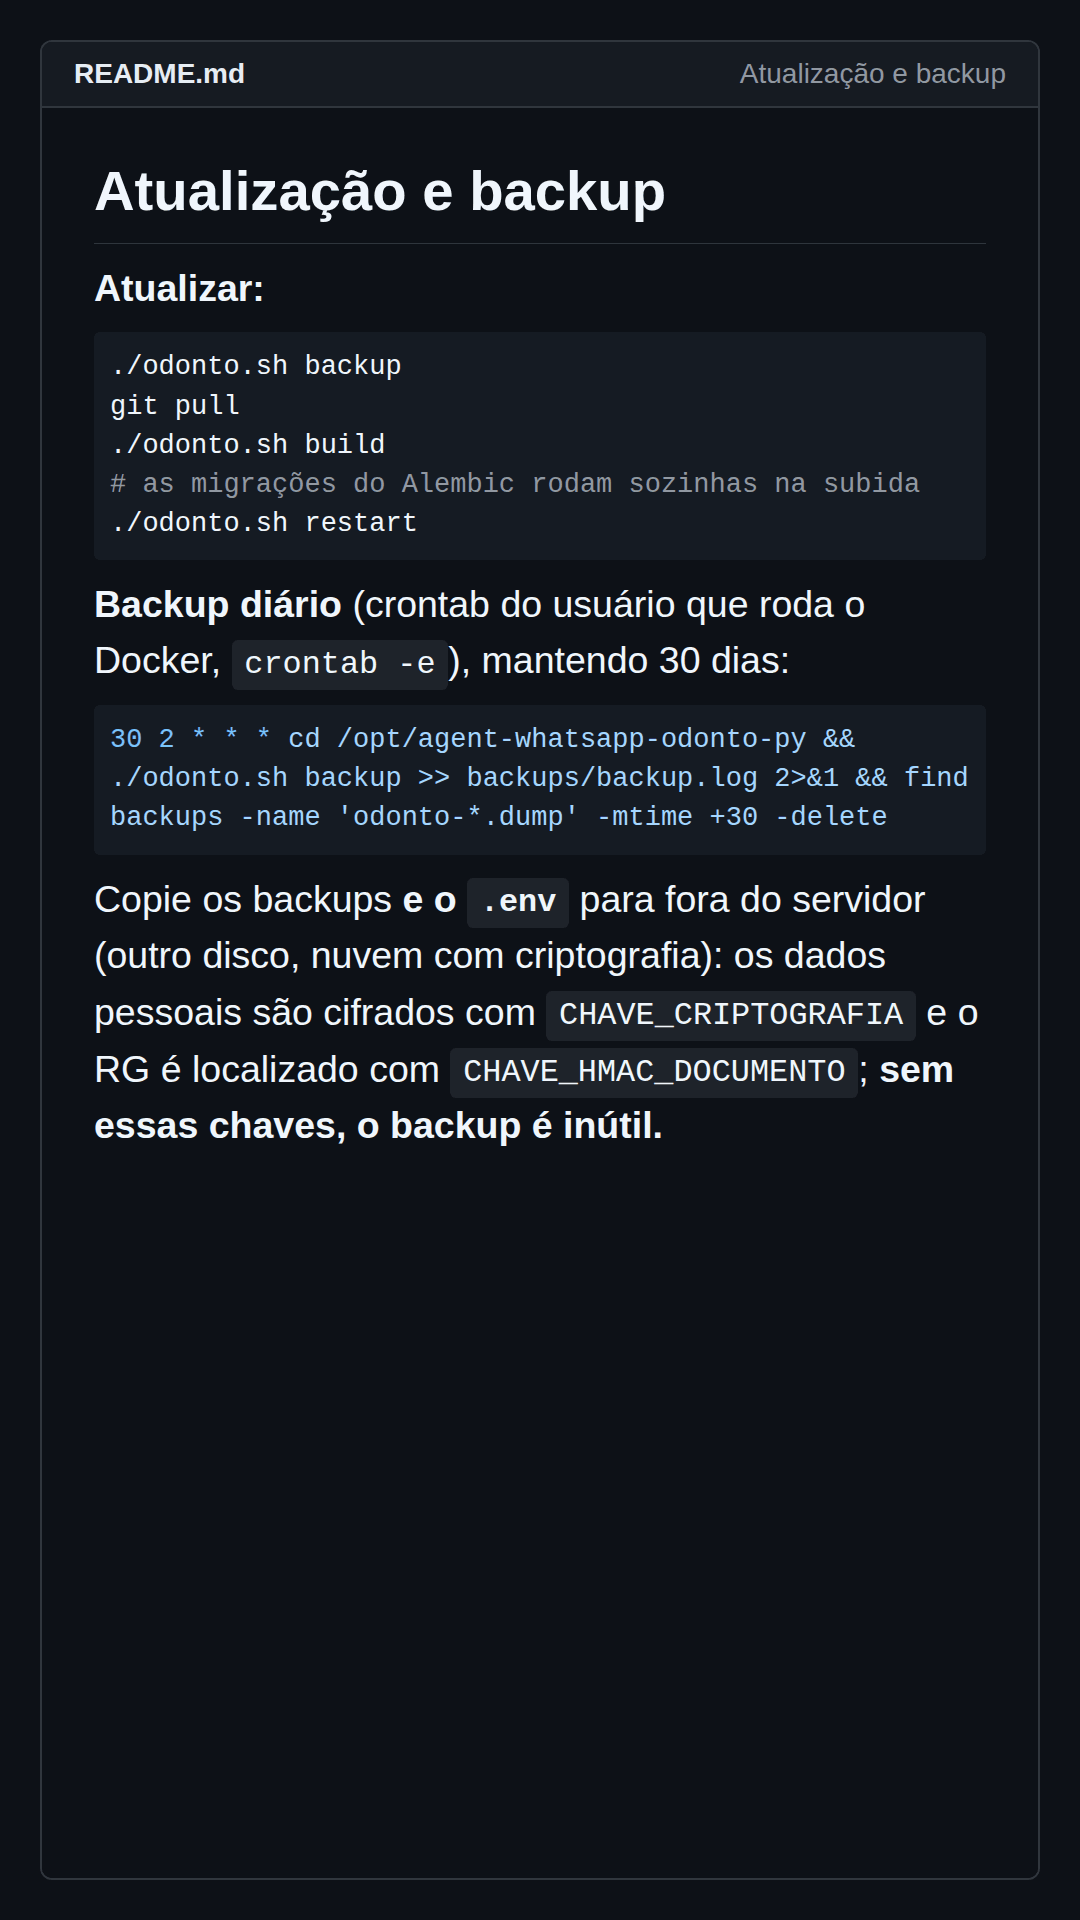 README.md
Atualização e backup
Atualização e backup
Atualizar:
./odonto.sh backup
git pull
./odonto.sh build
# as migrações do Alembic rodam sozinhas na subida
./odonto.sh restart
Backup diário (crontab do usuário que roda o
Docker, crontab -e), mantendo 30 dias:
30 2 * * * cd /opt/agent-whatsapp-odonto-py &&
./odonto.sh backup >> backups/backup.log 2>&1 && find
backups -name 'odonto-*.dump' -mtime +30 -delete
Copie os backups e o .env para fora do servidor
(outro disco, nuvem com criptografia): os dados
pessoais são cifrados com CHAVE_CRIPTOGRAFIA e o
RG é localizado com CHAVE_HMAC_DOCUMENTO; sem
essas chaves, o backup é inútil.